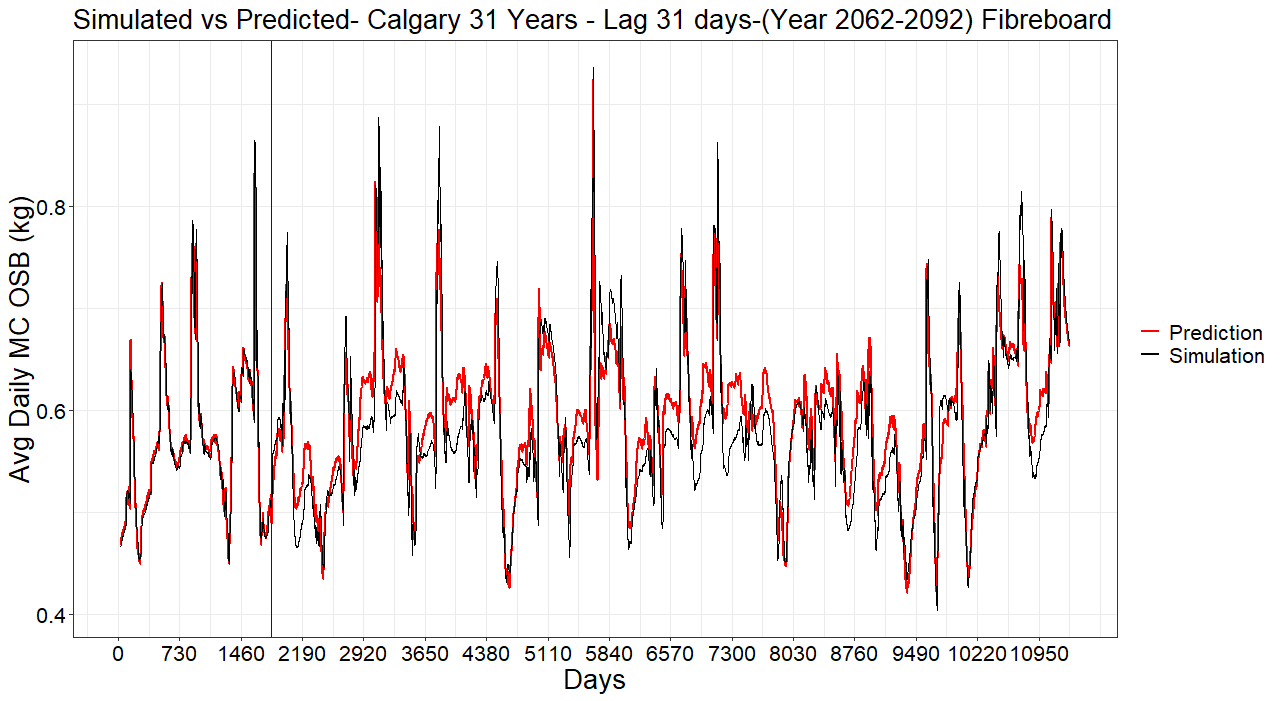 Simulated vs Predicted- Calgary 31 Years - Lag 31 days-(Year 2062-2092) Fibreboard
Avg Daily MC OSB (kg)
0.8
0.6
0.4
Prediction
Simulation
0 730 1460 2190 2920 3650 4380 5110 5840 6570 7300 8030 8760 9490 10220 10950
Days